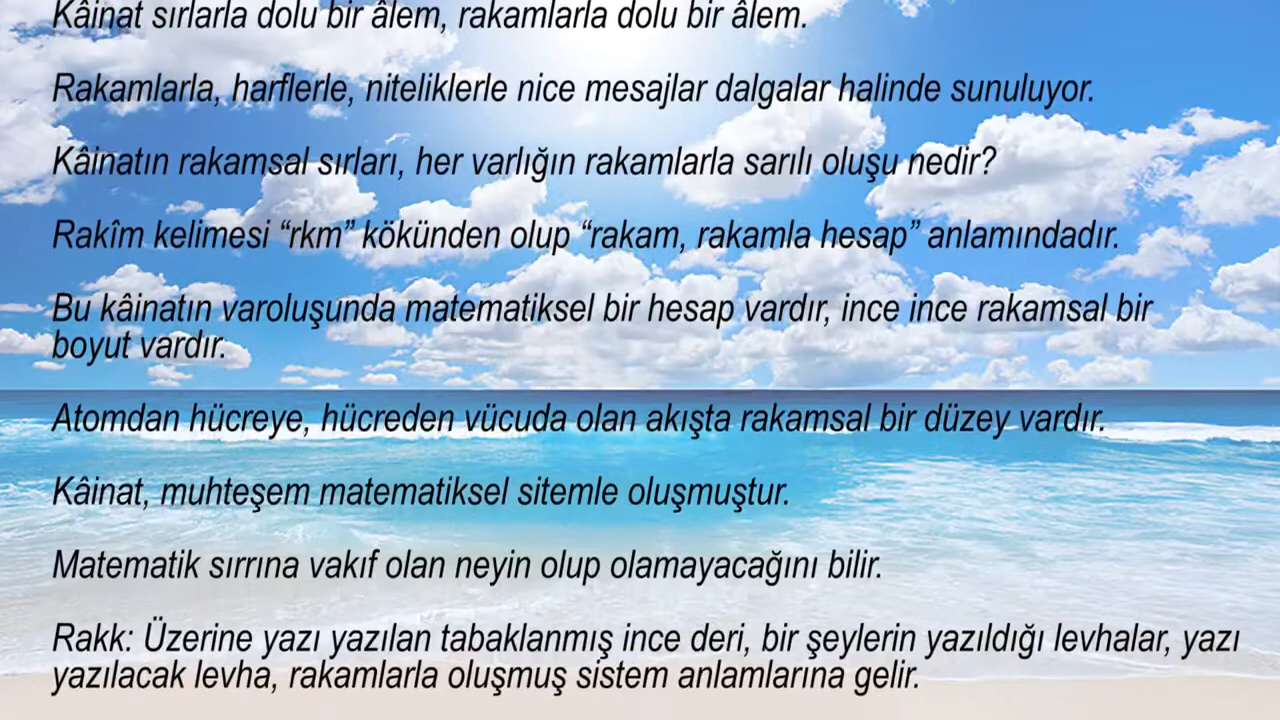 Kâinat sırlarla dolu bir âlem, rakamlarla dolu bir âlem.
Rakamlarla, harflerle, niteliklerle nice mesajlar dalgalar halinde sunuluyor.
Kâinatın rakamsal sırları, her varlığın rakamlarla sarılı oluşu nedir?
Rakîm kelimesi “rkm” kökünden olup “rakam, rakamla hesap” anlamındadır.
Bu kâinatın varoluşunda matematiksel bir hesap vardır, ince ince rakamsal bir
boyut vardır.
Atomdan hücreye, hücreden vücuda olan akışta rakamsal bir düzey vardır.
Kâinat, muhteşem matematiksel sitemle oluşmuştur.
Matematik sırrına vakıf olan neyin olup olamayacağını bilir.
Rakk: Üzerine yazı yazılan tabaklanmış ince deri, bir şeylerin yazıldığı levhalar, yazı
yazılacak levha, rakamlarla oluşmuş sistem anlamlarına gelir.